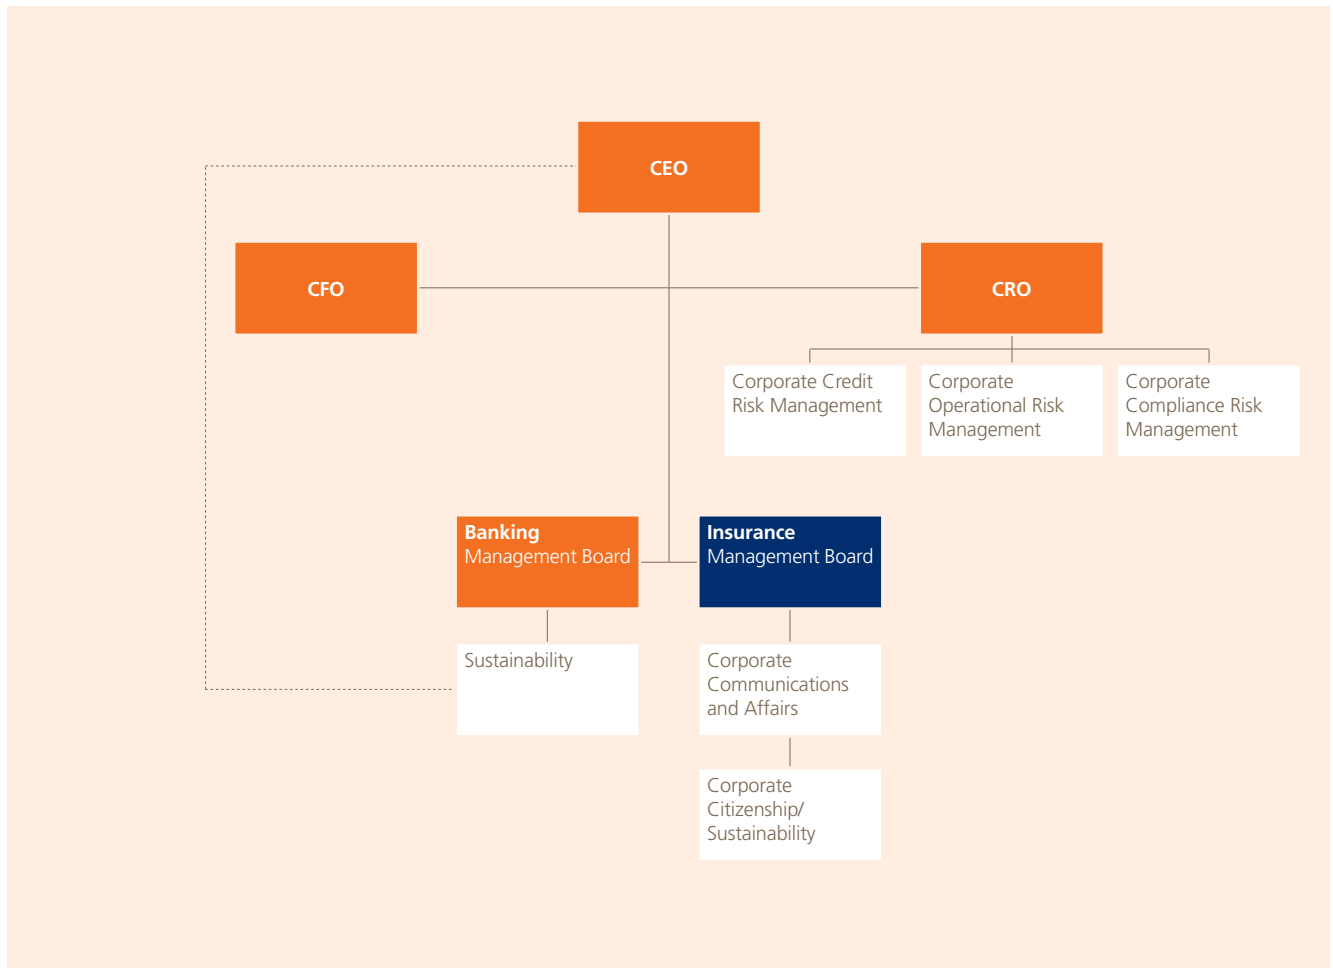 CEO
CFO
CRO
Corporate Credit
Risk Management
Corporate
Operational Risk
Management
Corporate
Compliance Risk
Management
Banking
Management Board
Insurance
Management Board
Sustainability
Corporate
Communications
and Affairs
Corporate
Citizenship/
Sustainability